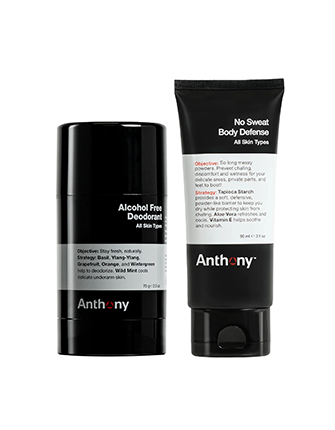 Alcohol Free
Deodorant
All Skin Types
Objective: Stay fresh, naturally.
Strategy: Basil, Ylang-Ylang,
Grapefruit, Orange, and Wintergreen
help to deodorize. Wild Mint cools
delicate underarm skin.
Anthony
70 g
No Sweat
Body Defense
All Skin Types
Objective: So long messy
powders. Prevent chafing,
discomfort and wetness for your
delicate areas, private parts, and
feet to boot!
Strategy: Tapioca Starch
provides a soft, defensive,
powder-like barrier to keep you
dry while protecting skin from
chafing. Aloe Vera refreshes and
cools. Vitamin E helps soothe
and nourish.
90 ml
Anthony™